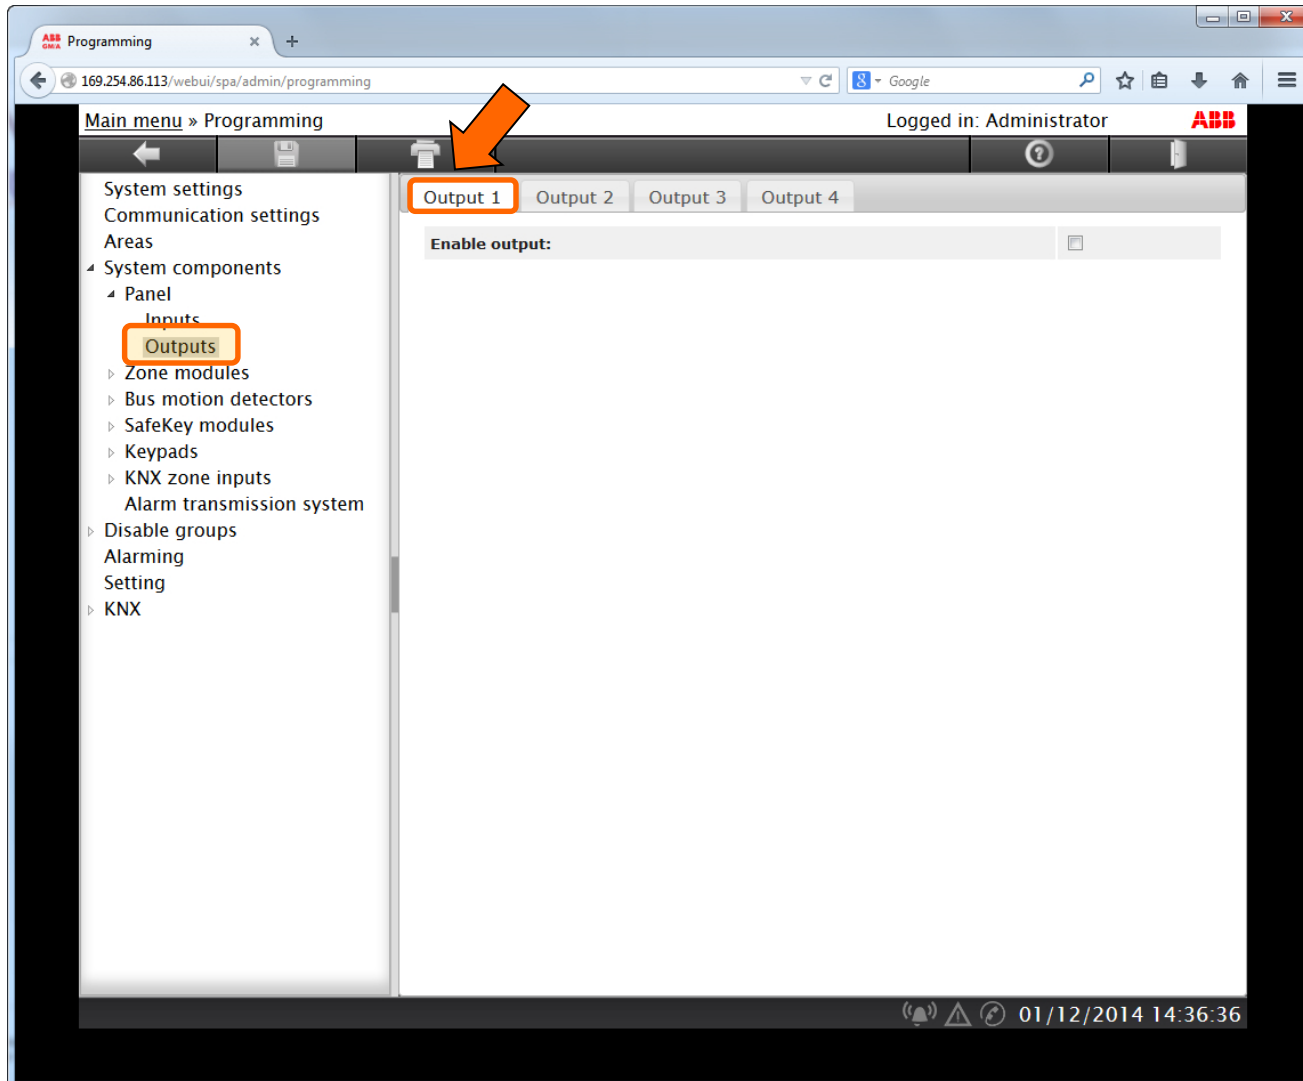 ABB GM/A Programming
169.254.86.113/webui/spa/admin/programming
8 Google
Main menu » Programming
Logged in: Administrator
ABB
System settings
Communication settings
Areas
System components
Panel
Inputs
Outputs
Zone modules
Bus motion detectors
SafeKey modules
Keypads
KNX zone inputs
Alarm transmission system
Disable groups
Alarming
Setting
KNX
Output 1 Output 2 Output 3 Output 4
Enable output:
01/12/2014 14:36:36